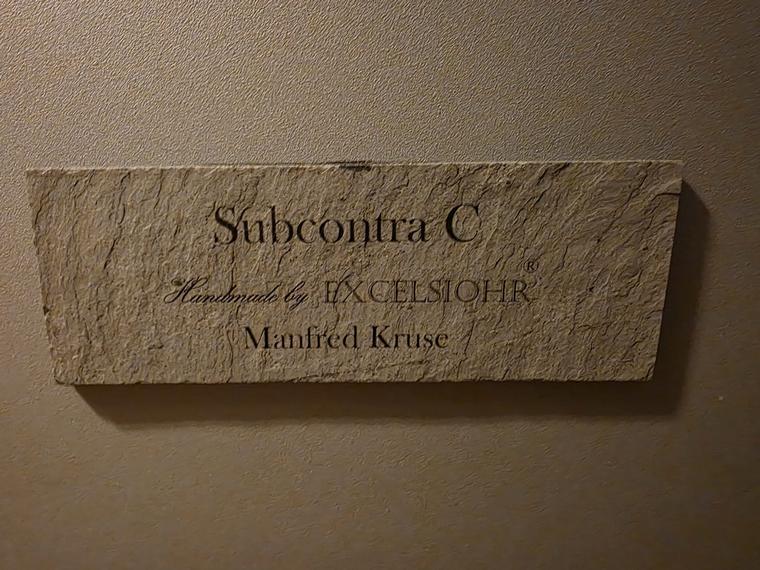 Subcontra C
Handmade by EXCELSIOHR®
Manfred Kruse